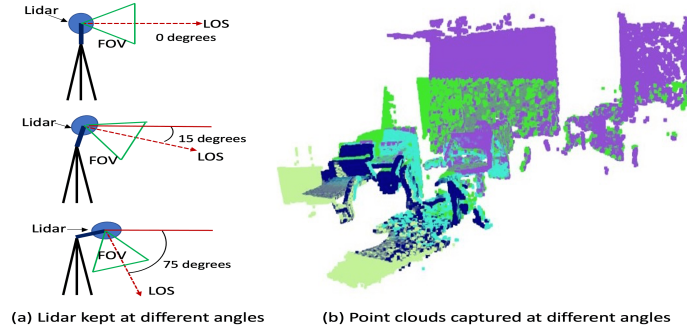 Lidar
LOS
FOV
0 degrees
Lidar
15 degrees
FOV
LOS
Lidar
FOV
75 degrees
LOS
(a) Lidar kept at different angles
(b) Point clouds captured at different angles